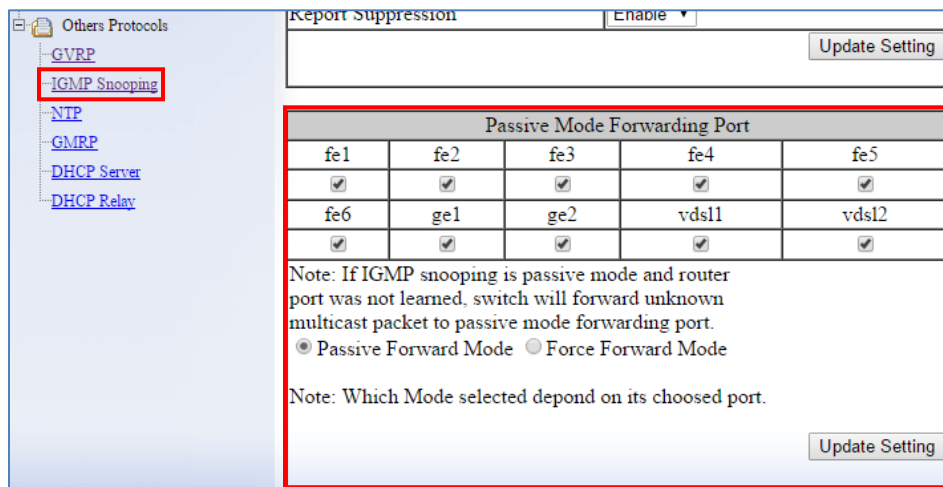 Others Protocols
GVRP
IGMP Snooping
NTP
GMRP
DHCP Server
DHCP Relay
Report Suppression Enable
Update Setting
Passive Mode Forwarding Port
fe1 fe2 fe3 fe4 fe5
fe6 ge1 ge2 vdsl1 vdsl2
Note: If IGMP snooping is passive mode and router
port was not learned, switch will forward unknown
multicast packet to passive mode forwarding port.
Passive Forward Mode Force Forward Mode
Note: Which Mode selected depond on its choosed port.
Update Setting